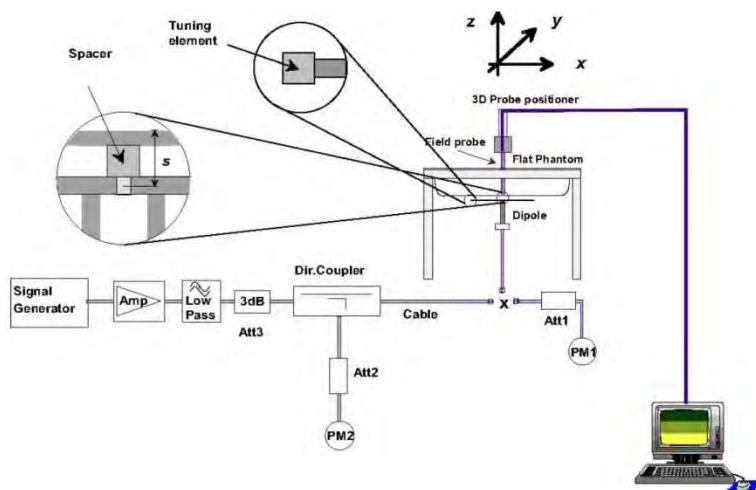 Spacer
Tuning
element
s
z
y
x
3D Probe positioner
Field probe
Flat Phantom
Dipole
Signal
Generator
Amp
Low
Pass
3dB
Att3
Dir.Coupler
Cable
x
Att1
PM1
Att2
PM2